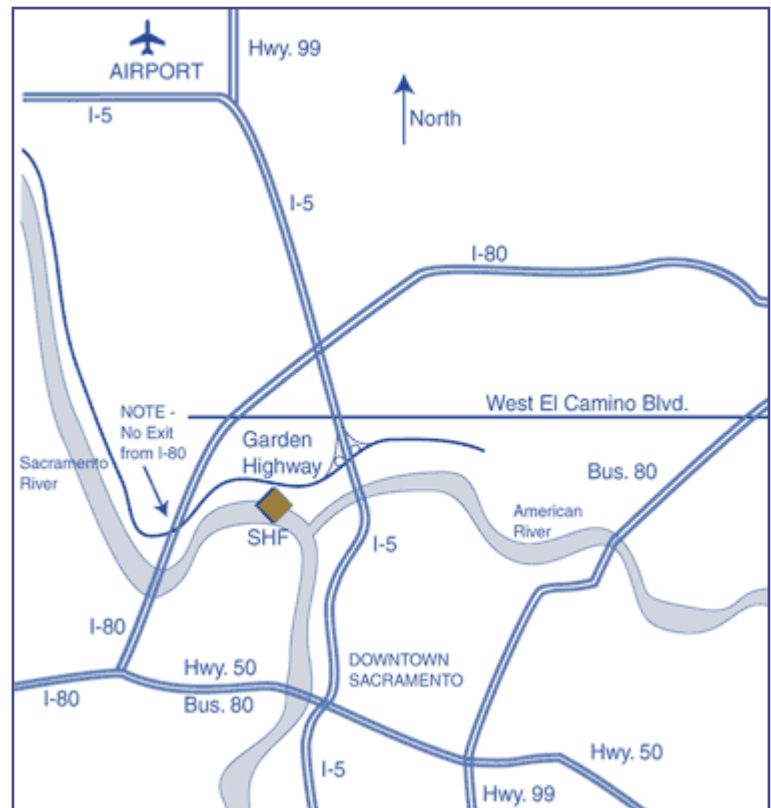 Hwy. 99
AIRPORT
I-5
North
I-5
I-80
NOTE -
No Exit
from I-80
West El Camino Blvd.
Garden
Highway
Sacramento
River
Bus. 80
American
River
SHF
I-5
I-80
Hwy. 50
Bus. 80
DOWNTOWN
SACRAMENTO
I-80
Hwy. 50
I-5
Hwy. 99